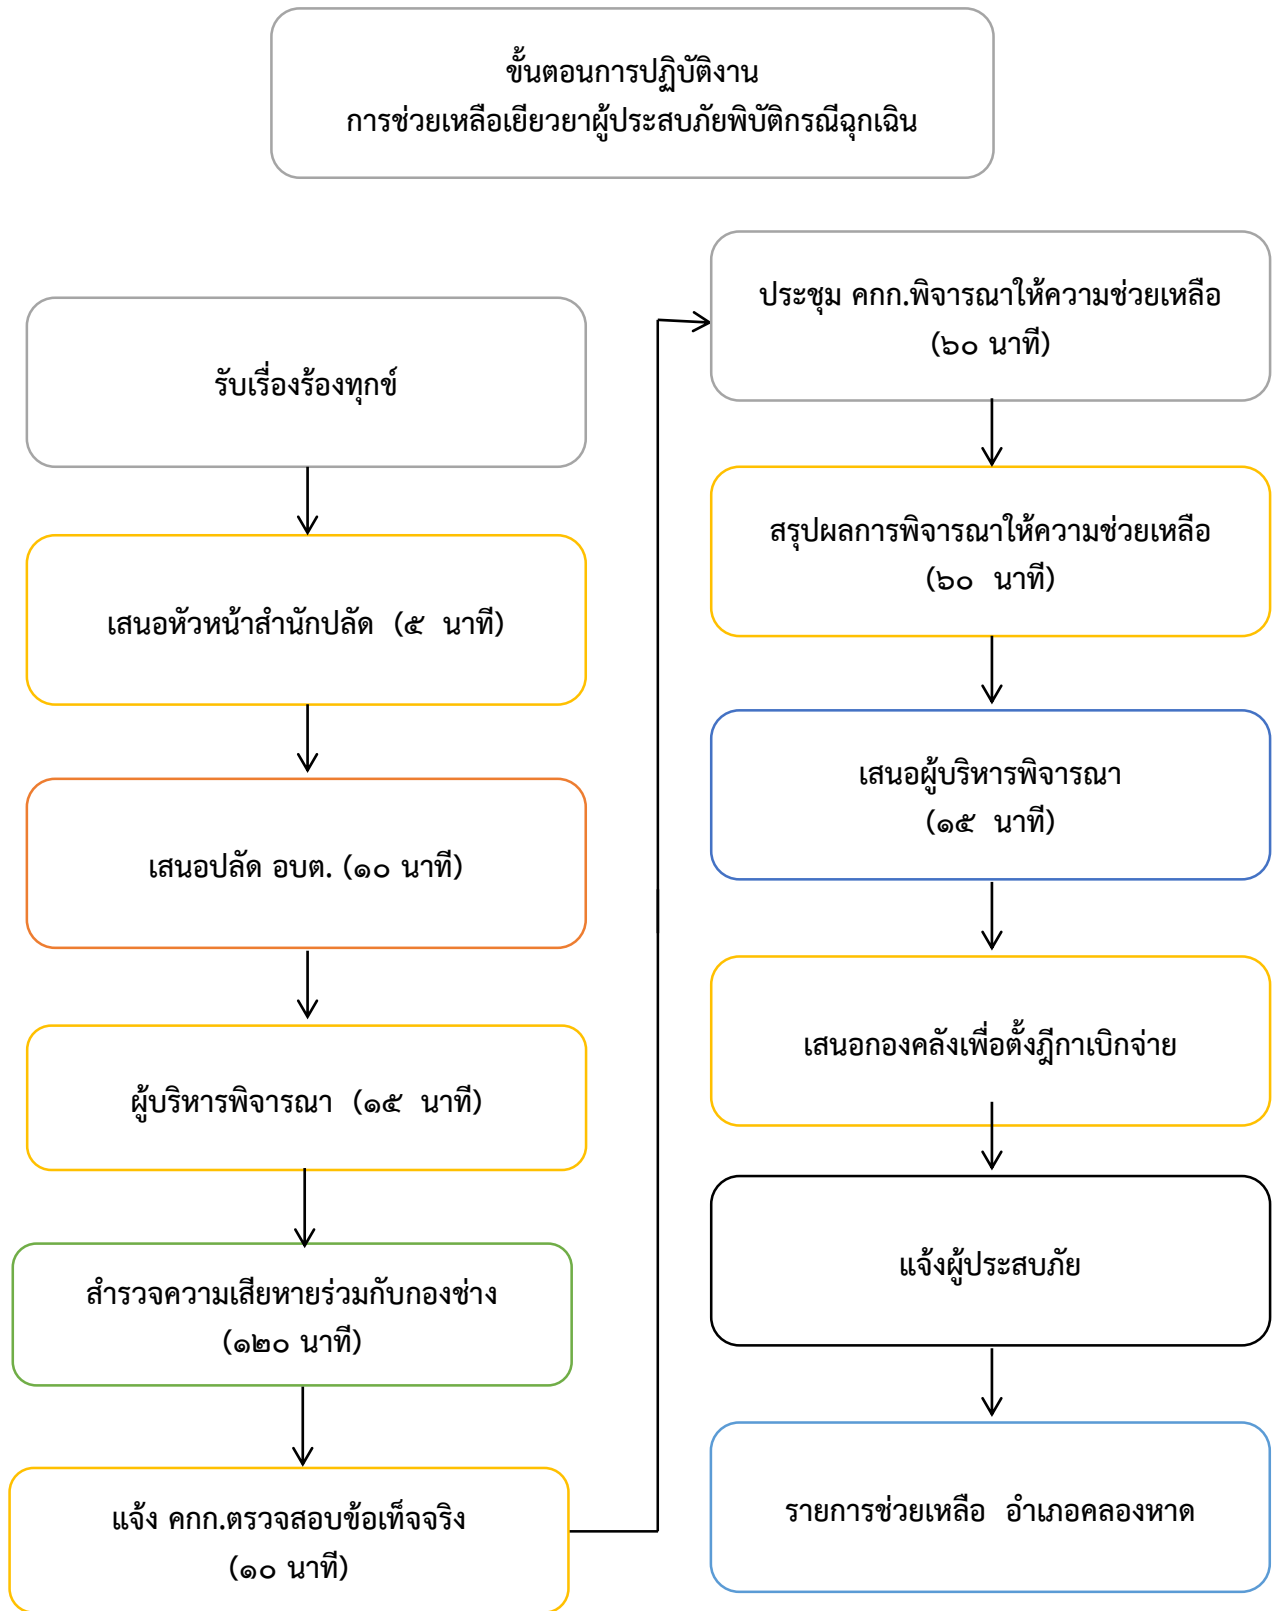 ขั้นตอนการปฏิบัติงาน
การช่วยเหลือเยียวยาผู้ประสบภัยพิบัติกรณีฉุกเฉิน
รับเรื่องร้องทุกข์
เสนอหัวหน้าสำนักปลัด (๕ นาที)
เสนอปลัด อบต. (๑๐ นาที)
ผู้บริหารพิจารณา (๑๕ นาที)
สำรวจความเสียหายร่วมกับกองช่าง
(๑๒๐ นาที)
แจ้ง คกก.ตรวจสอบข้อเท็จจริง
(๑๐ นาที)
ประชุม คกก.พิจารณาให้ความช่วยเหลือ
(๖๐ นาที)
สรุปผลการพิจารณาให้ความช่วยเหลือ
(๖๐ นาที)
เสนอผู้บริหารพิจารณา
(๑๕ นาที)
เสนอกองคลังเพื่อตั้งฎีกาเบิกจ่าย
แจ้งผู้ประสบภัย
รายการช่วยเหลือ อำเภอคลองหาด